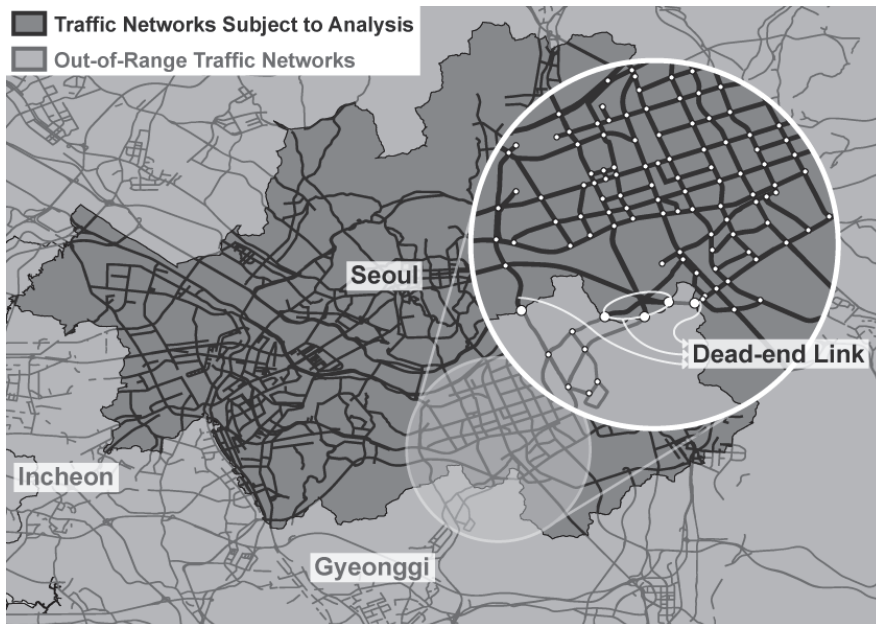 Traffic Networks Subject to Analysis
Out-of-Range Traffic Networks
Seoul
Dead-end Link
Incheon
Gyeonggi